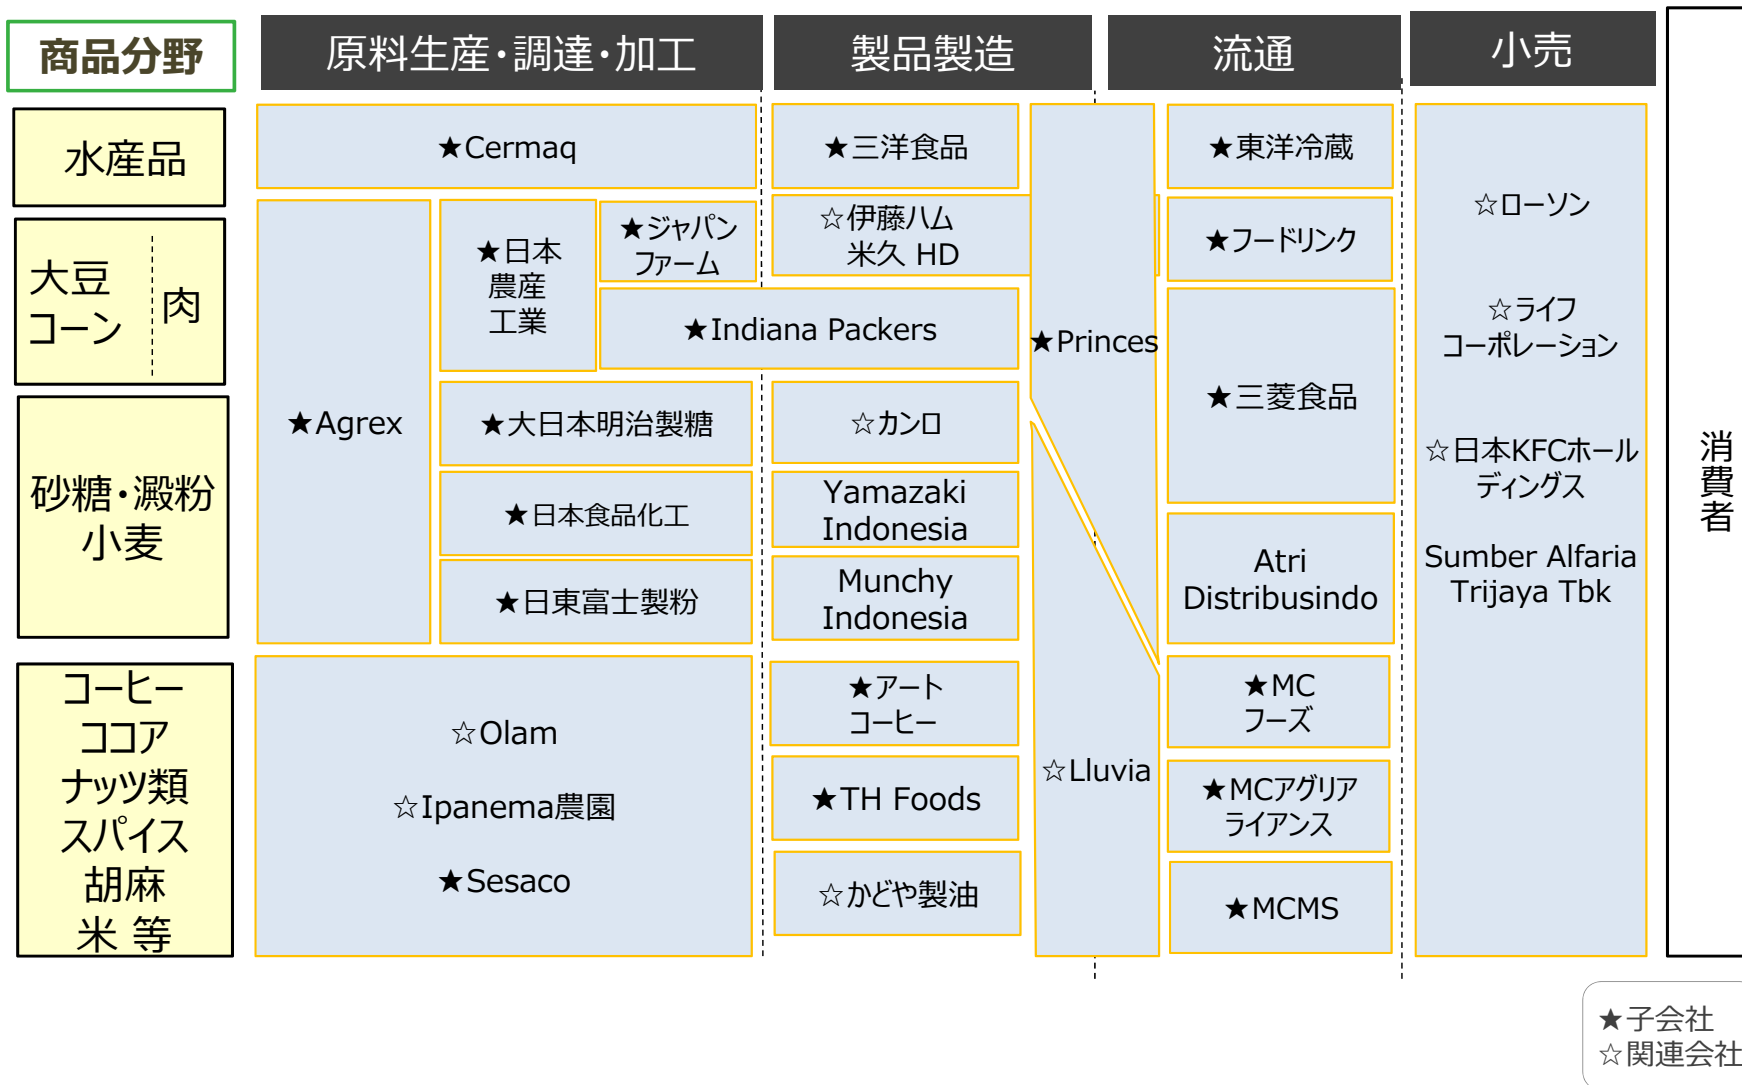 商品分野
原料生産・調達・加工
製品製造
流通
小売
水産品
★Cermaq
★三洋食品
★東洋冷蔵
大豆
コーン
肉
★Agrex
★日本
農産
工業
★ジャパン
ファーム
★Indiana Packers
☆伊藤ハム
米久 HD
★Princes
★フードリンク
★三菱食品
砂糖・澱粉
小麦
★大日本明治製糖
★日本食品化工
★日東富士製粉
☆カンロ
Yamazaki
Indonesia
Munchy
Indonesia
Atri
Distribusindo
コーヒー
ココア
ナッツ類
スパイス
胡麻
米 等
☆Olam
☆Ipanema農園
★Sesaco
★アート
コーヒー
★TH Foods
☆かどや製油
☆Lluvia
★MC
フーズ
★MCアグリア
ライアンス
★MCMS
☆ローソン
☆ライフ
コーポレーション
☆日本KFCホール
ディングス
Sumber Alfaria
Trijaya Tbk
消費者
★子会社
☆関連会社